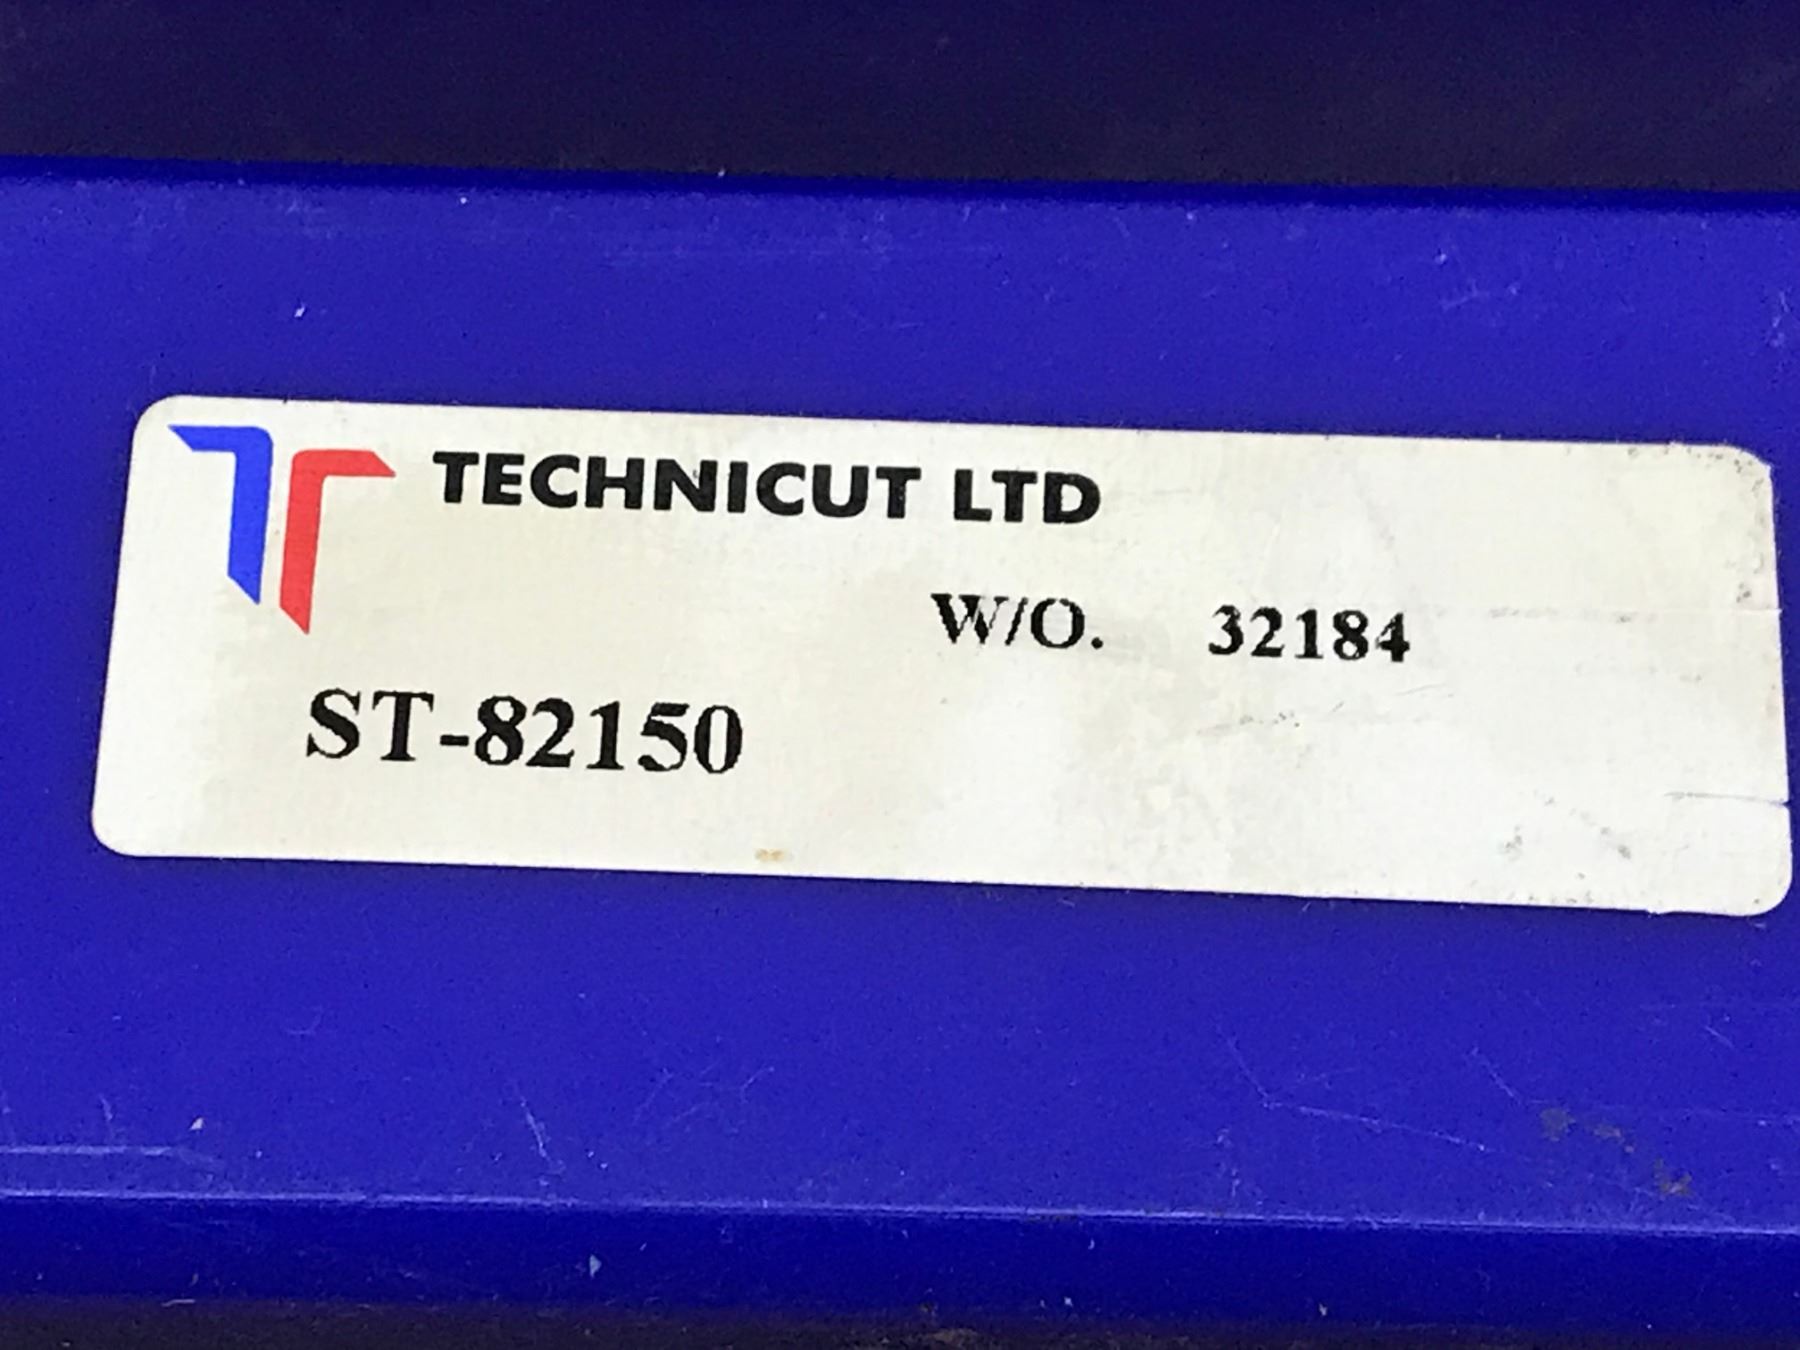 TECHNICUT LTD
W/O. 32184
ST-82150